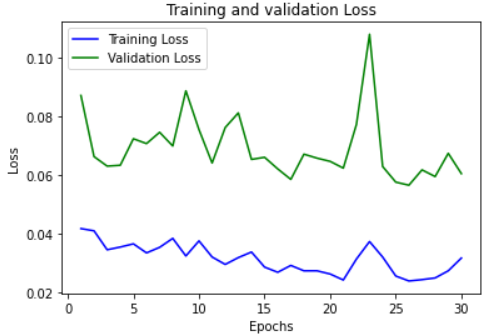 Training and validation Loss
Training Loss
Validation Loss
0.10
0.08
0.06
0.04
0.02
Loss
0 5 10 15 20 25 30
Epochs